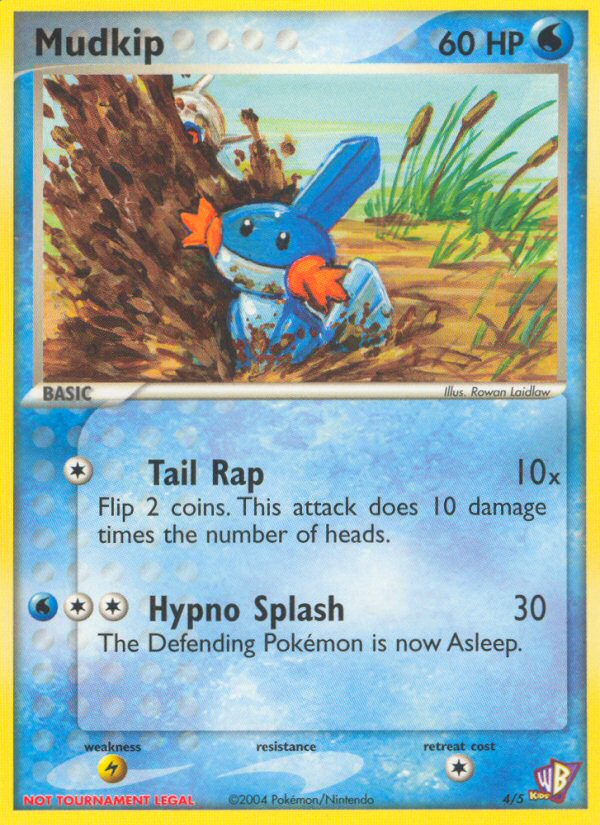 Mudkip 60 HP
BASIC Illus. Rowan Laidlaw
Tail Rap 10x
Flip 2 coins. This attack does 10 damage
times the number of heads.
Hypno Splash 30
The Defending Pokémon is now Asleep.
weakness resistance retreat cost
NOT TOURNAMENT LEGAL ©2004 Pokémon/Nintendo 4/5 WB KIDS